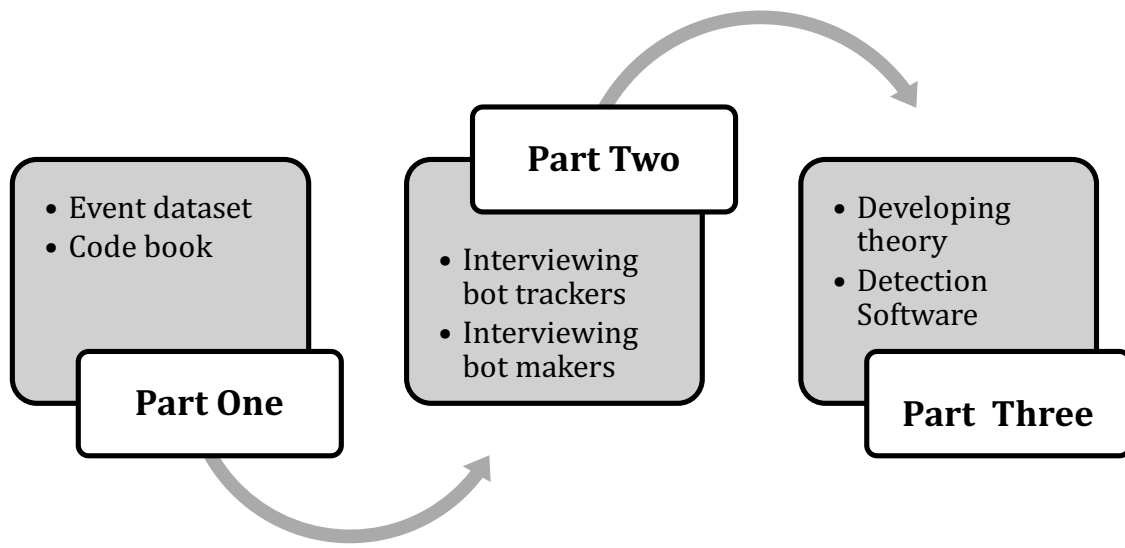 • Event dataset
• Code book
Part One
Part Two
• Interviewing
bot trackers
• Interviewing
bot makers
• Developing
theory
• Detection
Software
Part Three